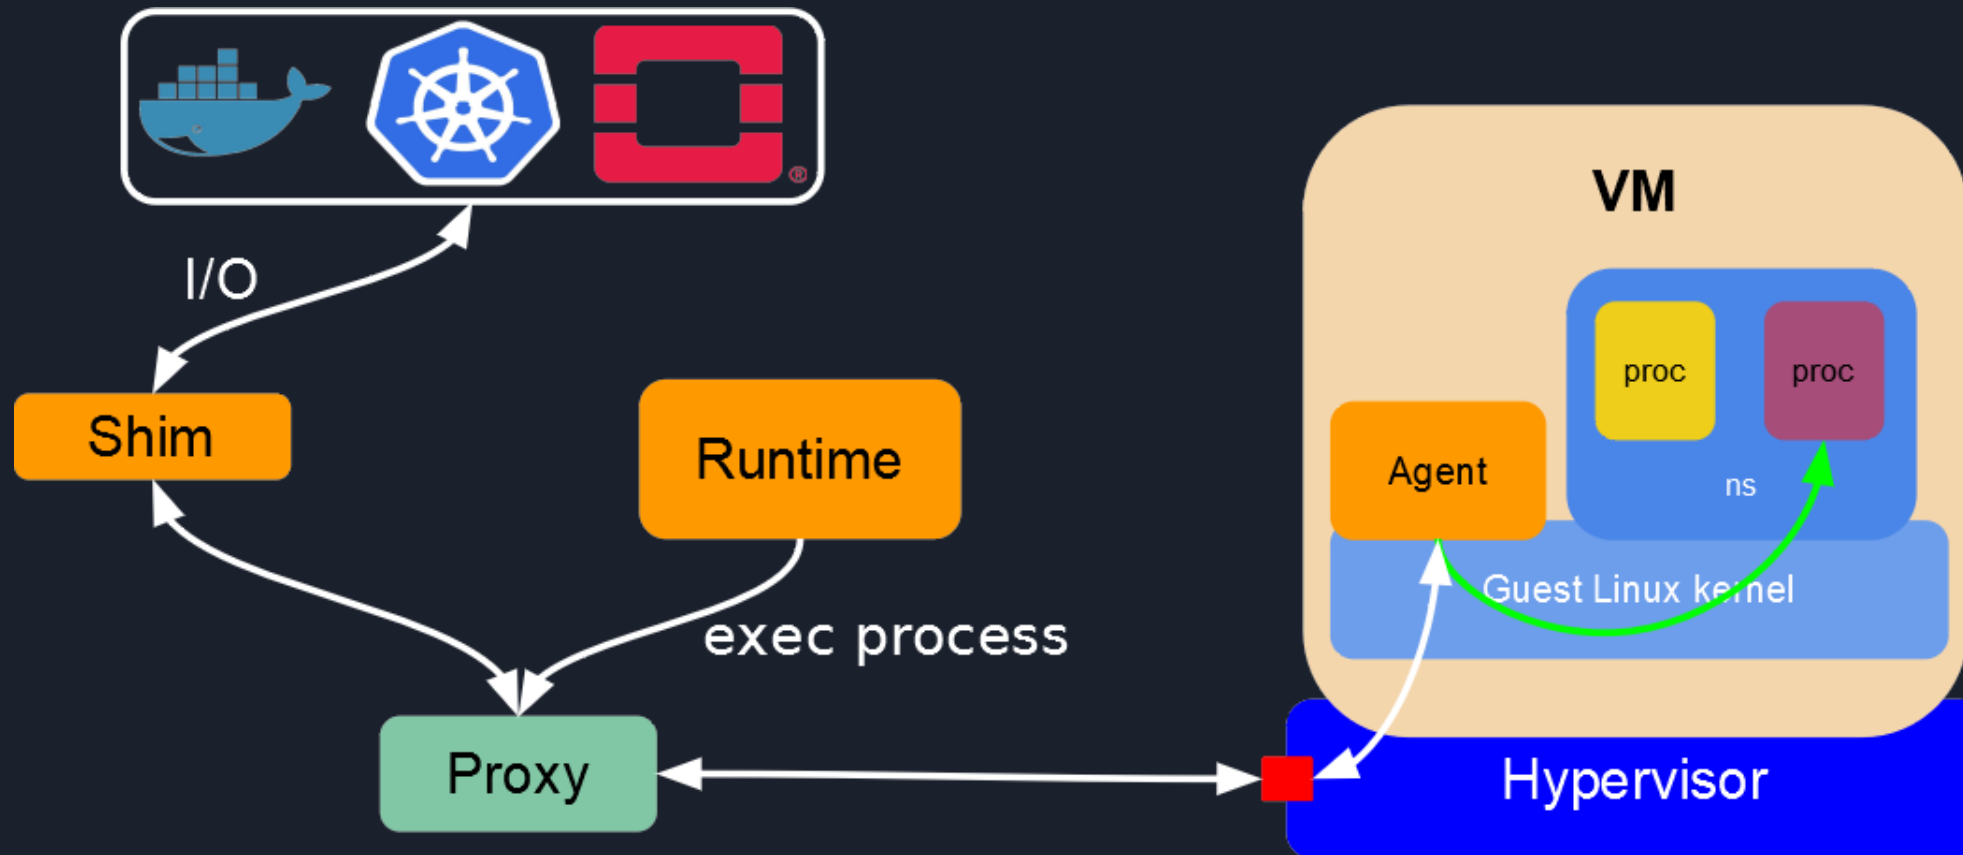 ®
I/O
VM
proc
proc
Shim
Runtime
Agent
ns
Guest Linux kernel
exec process
Proxy
Hypervisor